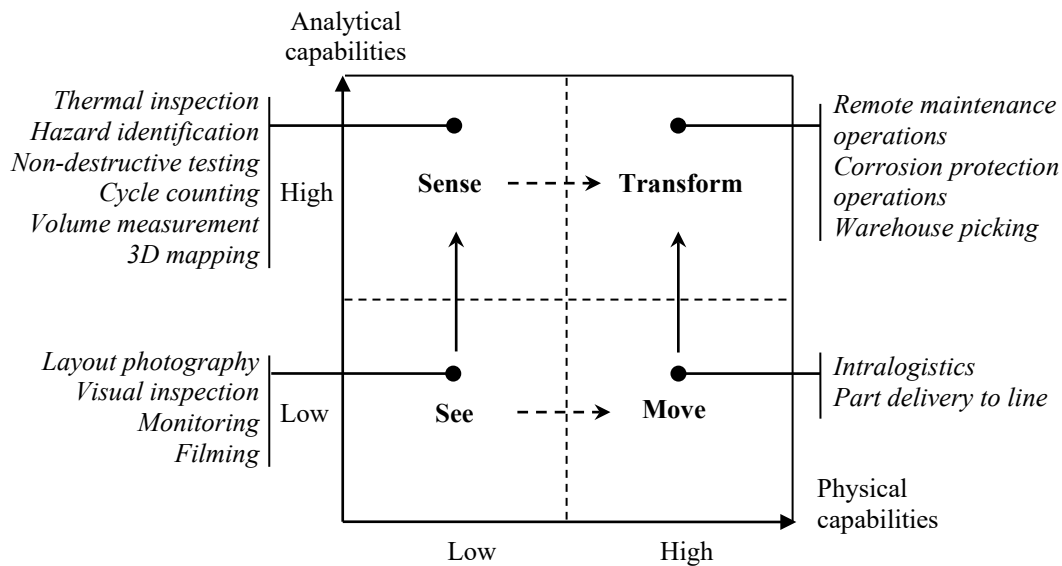 Analytical
capabilities
Thermal inspection
Hazard identification
Non-destructive testing
Cycle counting
Volume measurement
3D mapping
High
Sense
Transform
Remote maintenance
operations
Corrosion protection
operations
Warehouse picking
Layout photography
Visual inspection
Monitoring
Filming
Low
See
Move
Intralogistics
Part delivery to line
Physical
capabilities
Low
High